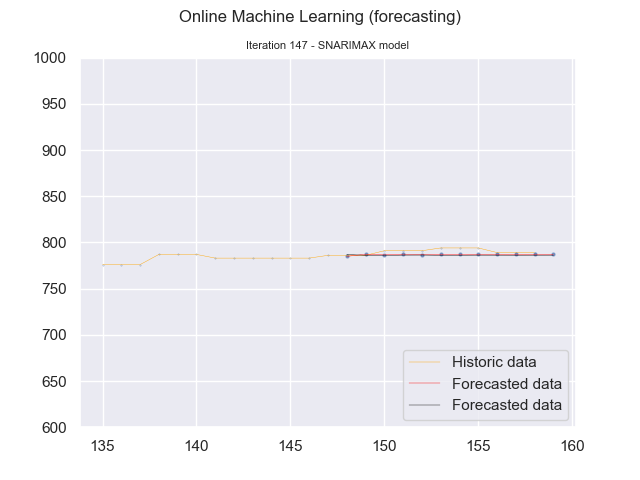 Online Machine Learning (forecasting)
Iteration 147 - SNARIMAX model
1000
950
900
850
800
750
700
650
600
Historic data
Forecasted data
Forecasted data
135 140 145 150 155 160